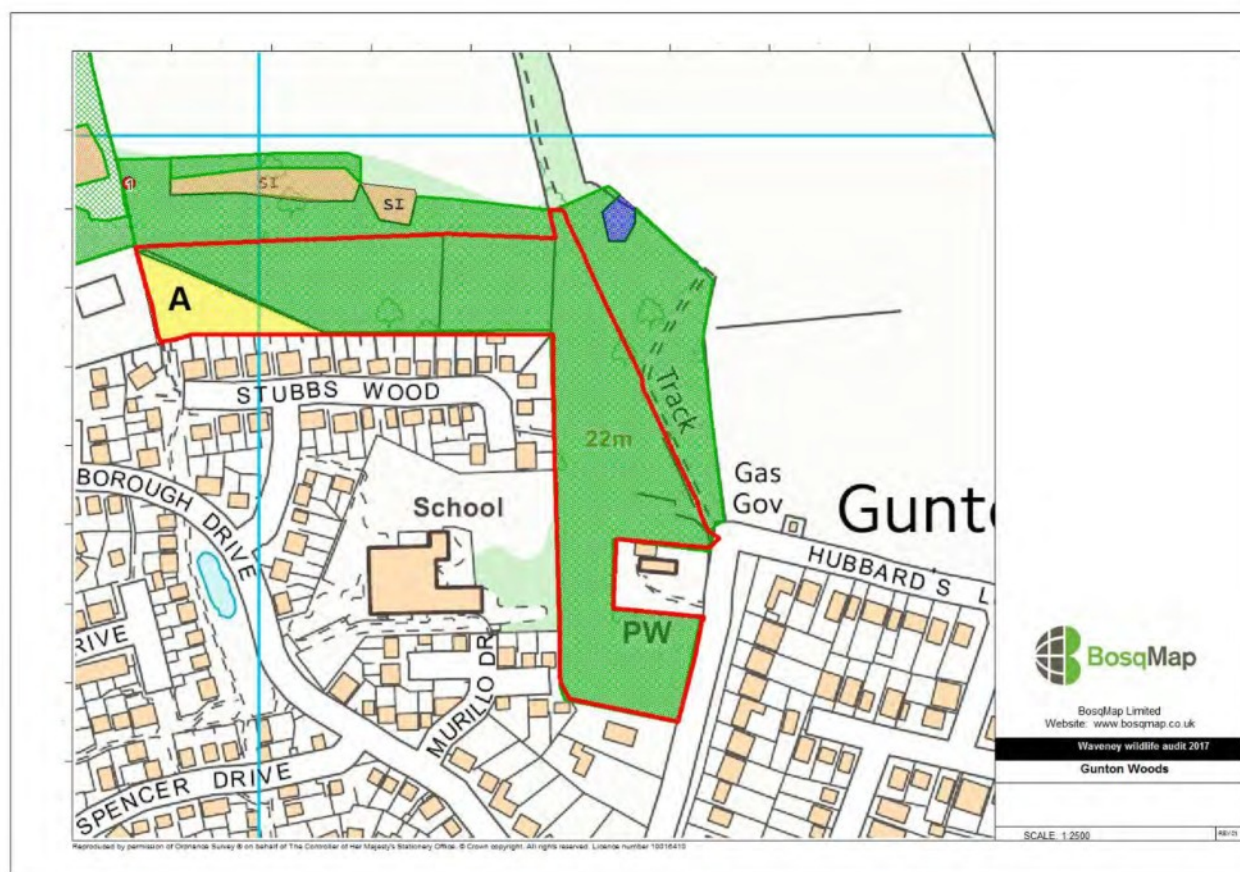 1
SI
SI
A
STUBBS WOOD
Track
22m
Gas
Gov
Gunt
School
BOROUGH DRIVE
HUBBARD'S L
RIVE
PW
MURILLO DR
SPENCER DRIVE
BosqMap
BosqMap Limited
Website: www.bosqmap.co.uk
Waveney wildlife audit 2017
Gunton Woods
SCALE 1:2500
Reproduced by permission of Ordnance Survey ® on behalf of The Controller of Her Majesty's Stationery Office. © Crown copyright. All rights reserved. Licence number 10016410